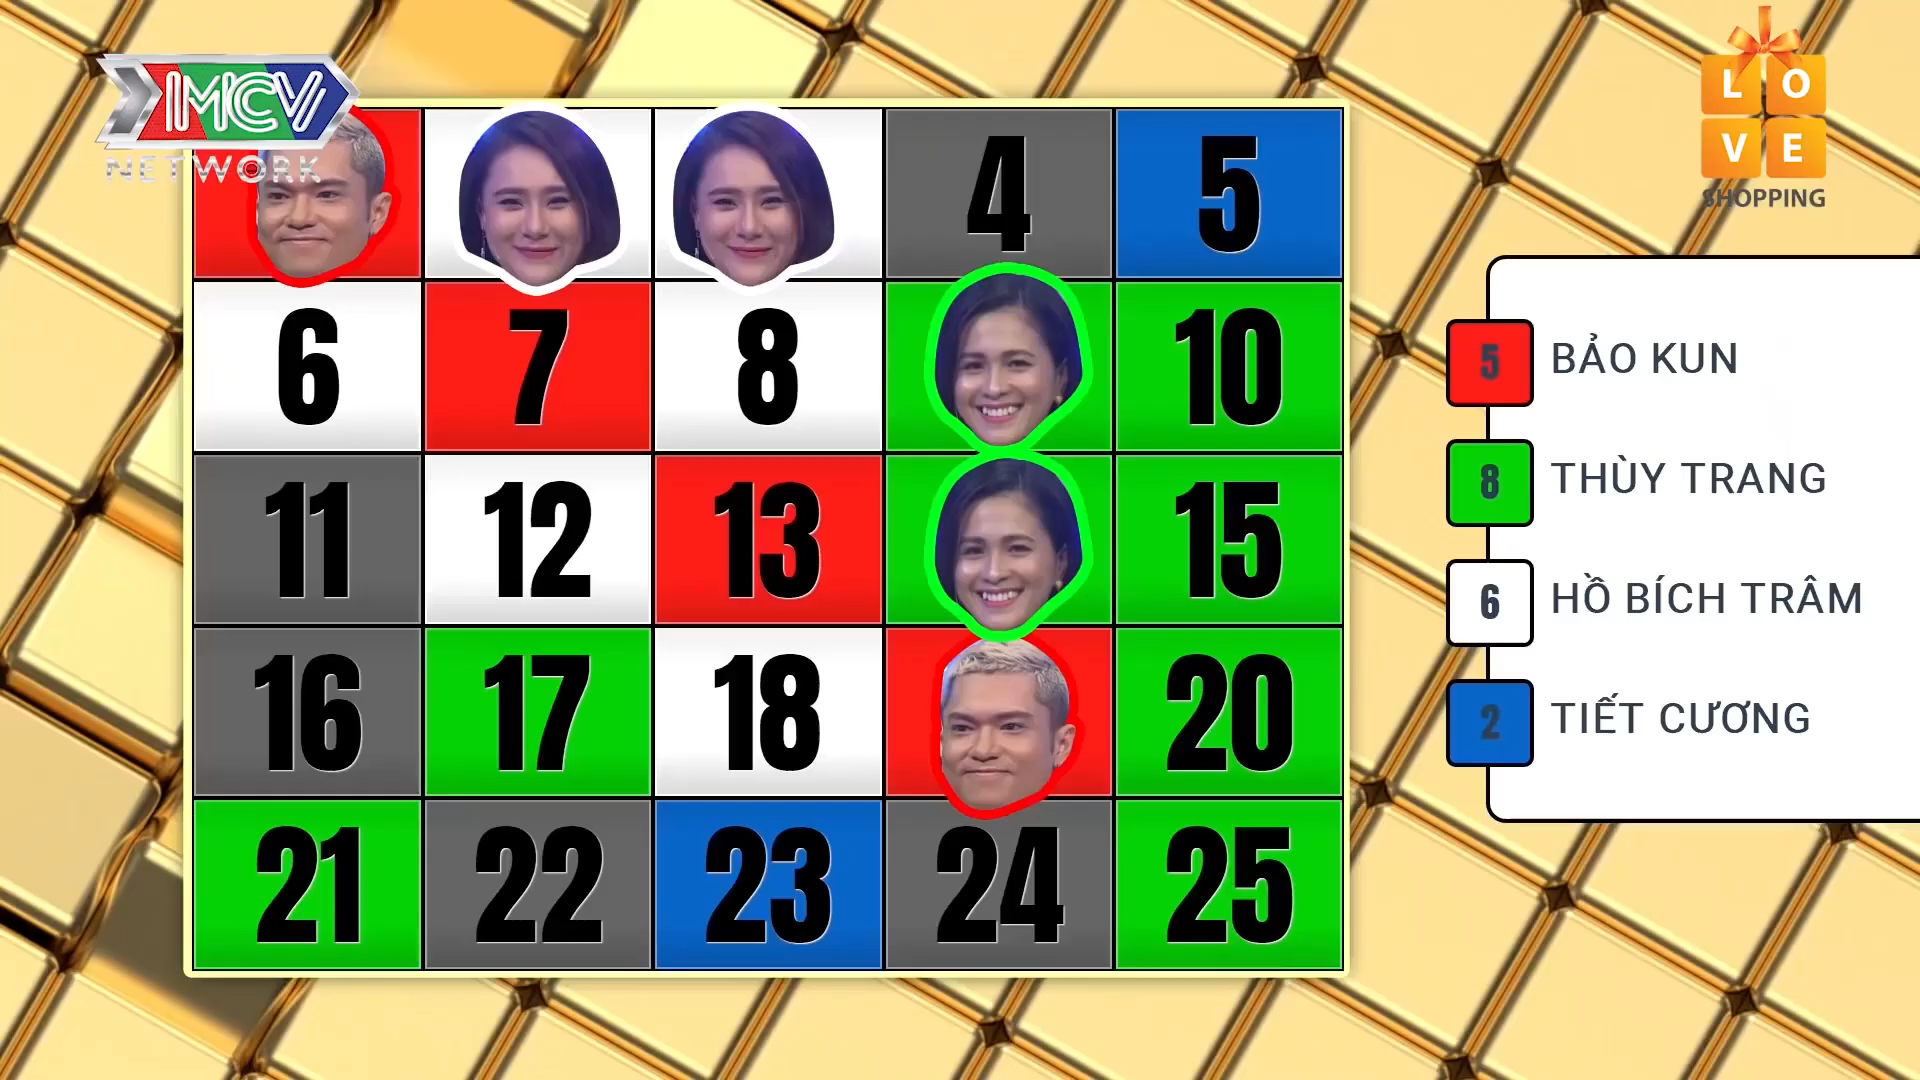 MCV
NETWORK
L O
V E
SHOPPING
4 5
6 7 8 10
11 12 13 15
16 17 18 20
21 22 23 24 25
5 BẢO KUN
8 THÙY TRANG
6 HỒ BÍCH TRÂM
2 TIẾT CƯƠNG